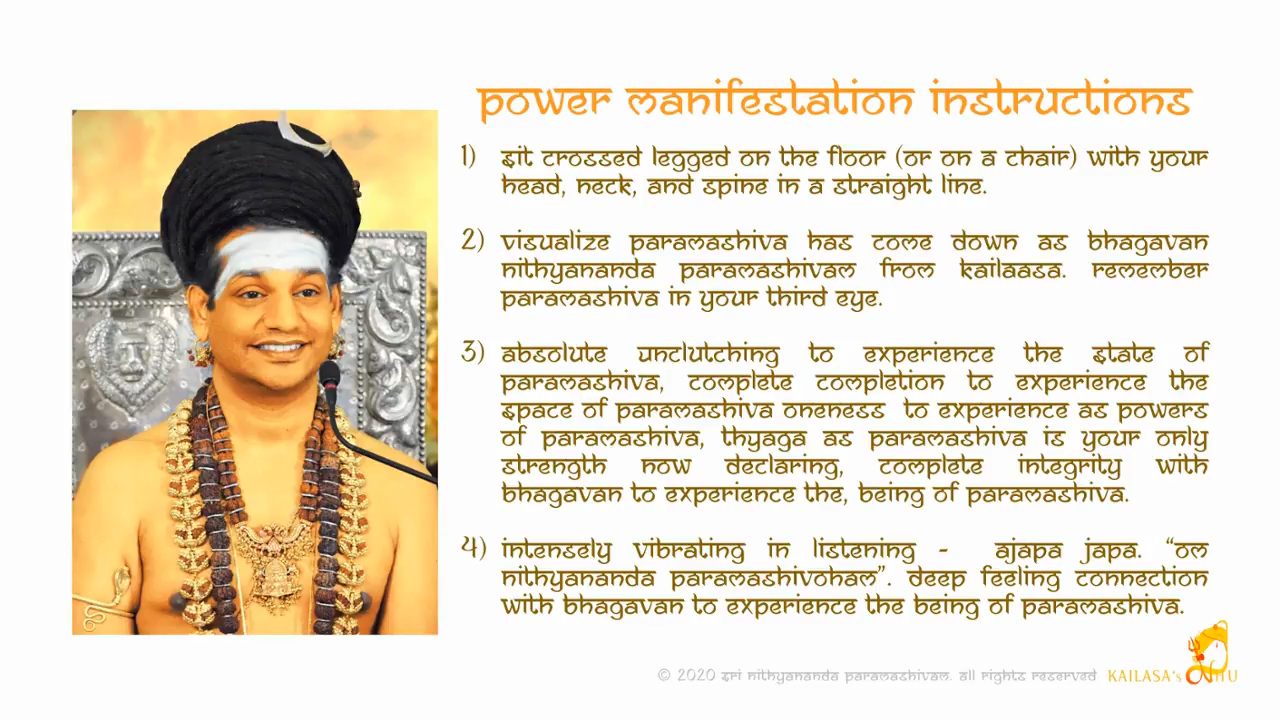 power manifestation instructions
1) sit crossed legged on the floor (or on a chair) with your
head, neck, and spine in a straight line.
2) visualize paramashiva has come down as bhagavan
nithyananda paramashivam from kailaasa. remember
paramashiva in your third eye.
3) absolute unclutching to experience the state of
paramashiva, complete completion to experience the
space of paramashiva oneness to experience as powers
of paramashiva, thyaga as paramashiva is your only
strength now declaring, complete integrity with
bhagavan to experience the, being of paramashiva.
4) intensely vibrating in listening - ajapa japa. “om
nithyananda paramashivoham”. deep feeling connection
with bhagavan to experience the being of paramashiva.
© 2020 sri nithyananda paramashivam. all rights reserved
KAILASA's